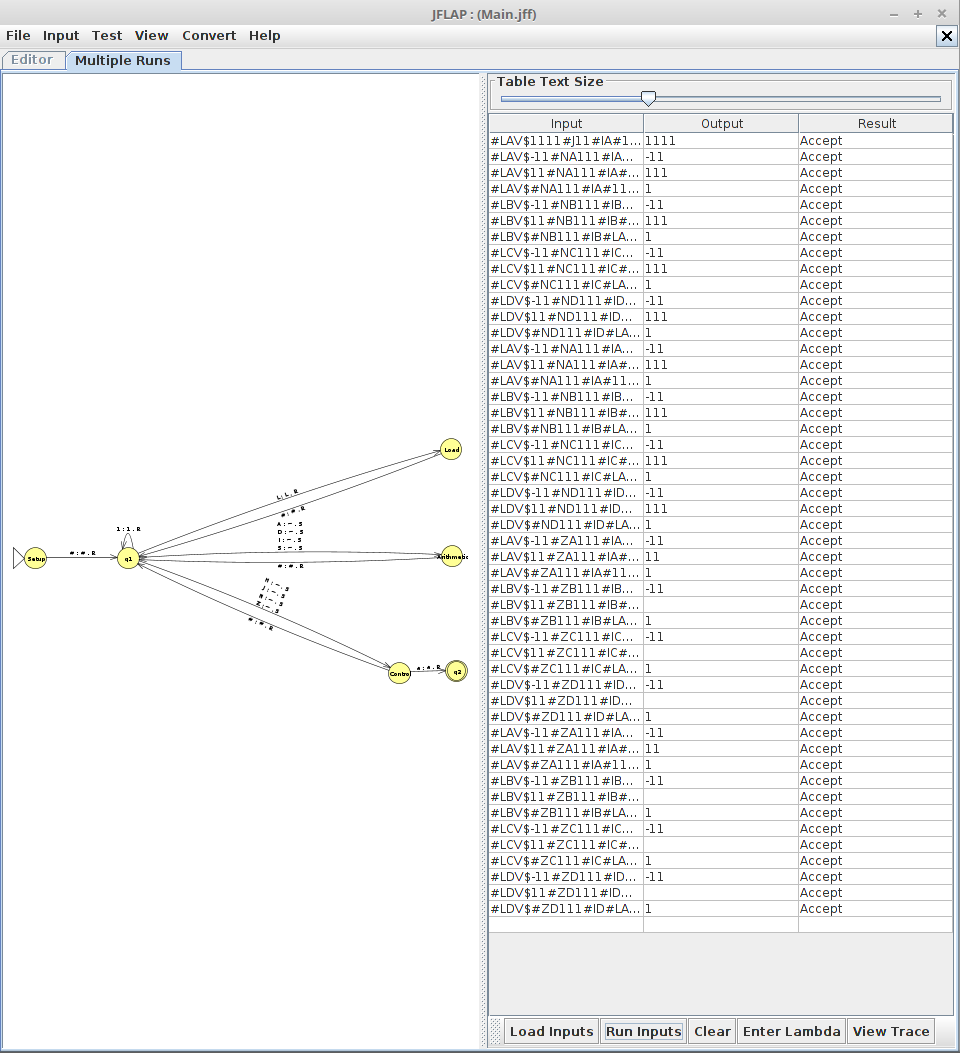 JFLAP : (Main.jff)
File Input Test View Convert Help
Editor Multiple Runs
Table Text Size
Input Output Result
#LAV$1111#J11#IA#1... 1111 Accept
#LAV$-11#NA111#IA... -11 Accept
#LAV$11#NA111#IA#... 111 Accept
#LAV$#NA111#IA#11... 1 Accept
#LBV$-11#NB111#IB... -11 Accept
#LBV$11#NB111#IB#... 111 Accept
#LBV$#NB111#IB#LA... 1 Accept
#LCV$-11#NC111#IC... -11 Accept
#LCV$11#NC111#IC#... 111 Accept
#LCV$#NC111#IC#LA... 1 Accept
#LDV$-11#ND111#ID... -11 Accept
#LDV$11#ND111#ID... 111 Accept
#LDV$#ND111#ID#LA... 1 Accept
#LAV$-11#NA111#IA... -11 Accept
#LAV$11#NA111#IA#... 111 Accept
#LAV$#NA111#IA#11... 1 Accept
#LBV$-11#NB111#IB... -11 Accept
#LBV$11#NB111#IB#... 111 Accept
#LBV$#NB111#IB#LA... 1 Accept
#LCV$-11#NC111#IC... -11 Accept
#LCV$11#NC111#IC#... 111 Accept
#LCV$#NC111#IC#LA... 1 Accept
#LDV$-11#ND111#ID... -11 Accept
#LDV$11#ND111#ID... 111 Accept
#LDV$#ND111#ID#LA... 1 Accept
#LAV$-11#ZA111#IA... -11 Accept
#LAV$11#ZA111#IA#... 11 Accept
#LAV$#ZA111#IA#11... 1 Accept
#LBV$-11#ZB111#IB... -11 Accept
#LBV$11#ZB111#IB#... Accept
#LBV$#ZB111#IB#LA... 1 Accept
#LCV$-11#ZC111#IC... -11 Accept
#LCV$11#ZC111#IC#... Accept
#LCV$#ZC111#IC#LA... 1 Accept
#LDV$-11#ZD111#ID... -11 Accept
#LDV$11#ZD111#ID... Accept
#LDV$#ZD111#ID#LA... 1 Accept
#LAV$-11#ZA111#IA... -11 Accept
#LAV$11#ZA111#IA#... 11 Accept
#LAV$#ZA111#IA#11... 1 Accept
#LBV$-11#ZB111#IB... -11 Accept
#LBV$11#ZB111#IB#... Accept
#LBV$#ZB111#IB#LA... 1 Accept
#LCV$-11#ZC111#IC... -11 Accept
#LCV$11#ZC111#IC#... Accept
#LCV$#ZC111#IC#LA... 1 Accept
#LDV$-11#ZD111#ID... -11 Accept
#LDV$11#ZD111#ID... Accept
#LDV$#ZD111#ID#LA... 1 Accept
Load
L;L,R
#;#,R
A;~,S
D;~,S
I;~,S
S;~,S
1;1,R
Setup
#;#,R
q1
Arithmetic
#;#,R
J;~,S
Z;~,S
#;#,R
Control
q2
Load Inputs Run Inputs Clear Enter Lambda View Trace